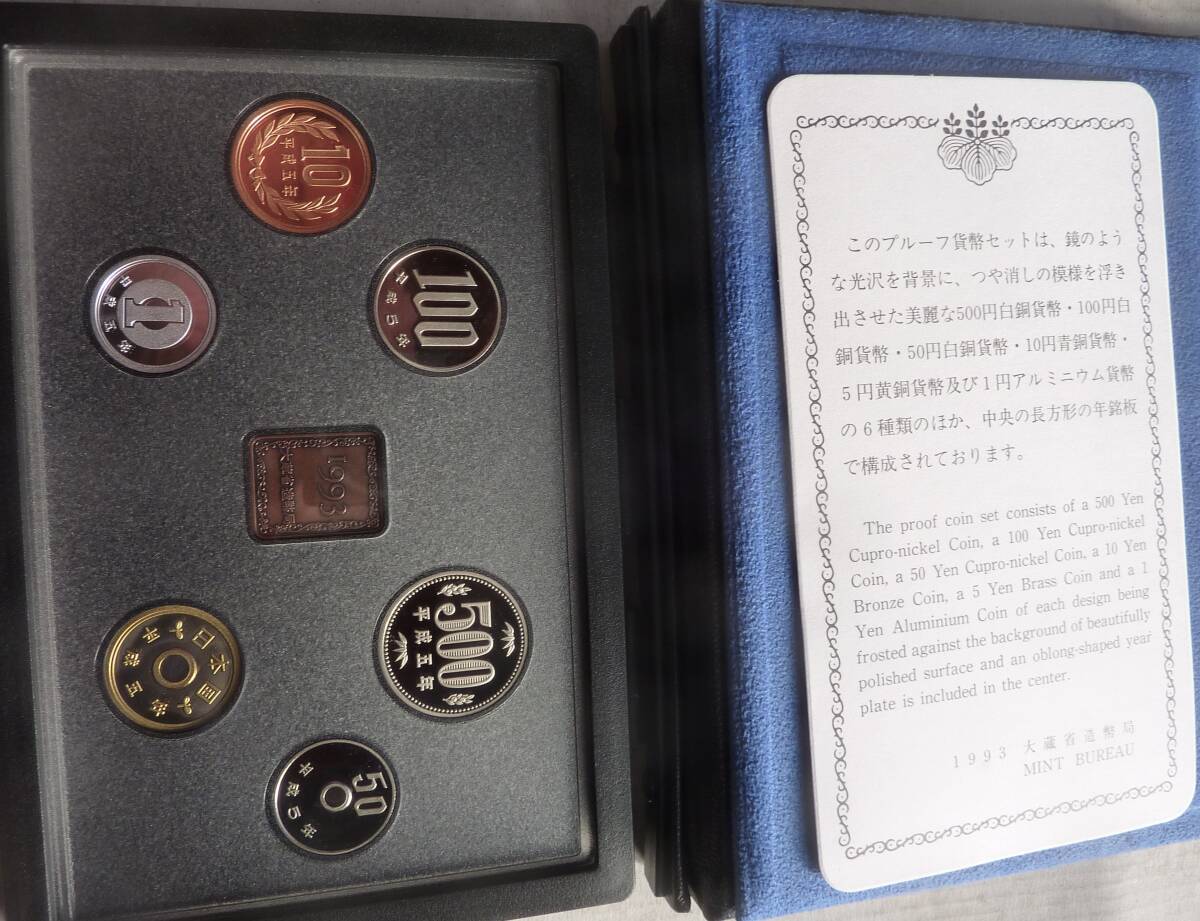 10
平成五年
1
平成五年
100
平成5年
1993
大蔵省造幣局
日本国
平成五年
500
平成五年
50
平成5年
このプルーフ貨幣セットは、鏡のよう
な光沢を背景に、つや消しの模様を浮き
出させた美麗な500円白銅貨幣・100円白
銅貨幣・50円白銅貨幣・10円青銅貨幣・
5円黄銅貨幣及び1円アルミニウム貨幣
の6種類のほか、中央の長方形の年銘板
で構成されております。
The proof coin set consists of a 500 Yen
Cupro-nickel Coin, a 100 Yen Cupro-nickel
Coin, a 50 Yen Cupro-nickel Coin, a 10 Yen
Bronze Coin, a 5 Yen Brass Coin and a 1
Yen Aluminium Coin of each design being
frosted against the background of beautifully
polished surface and an oblong-shaped year
plate is included in the center.
1993 大蔵省造幣局
MINT BUREAU